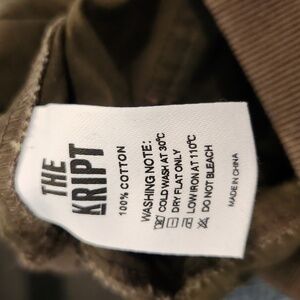 THE
KRIPT
100% COTTON
WASHING NOTE:
COLD WASH AT 30°C
DRY FLAT ONLY
LOW IRON AT 110°C
DO NOT BLEACH
MADE IN CHINA